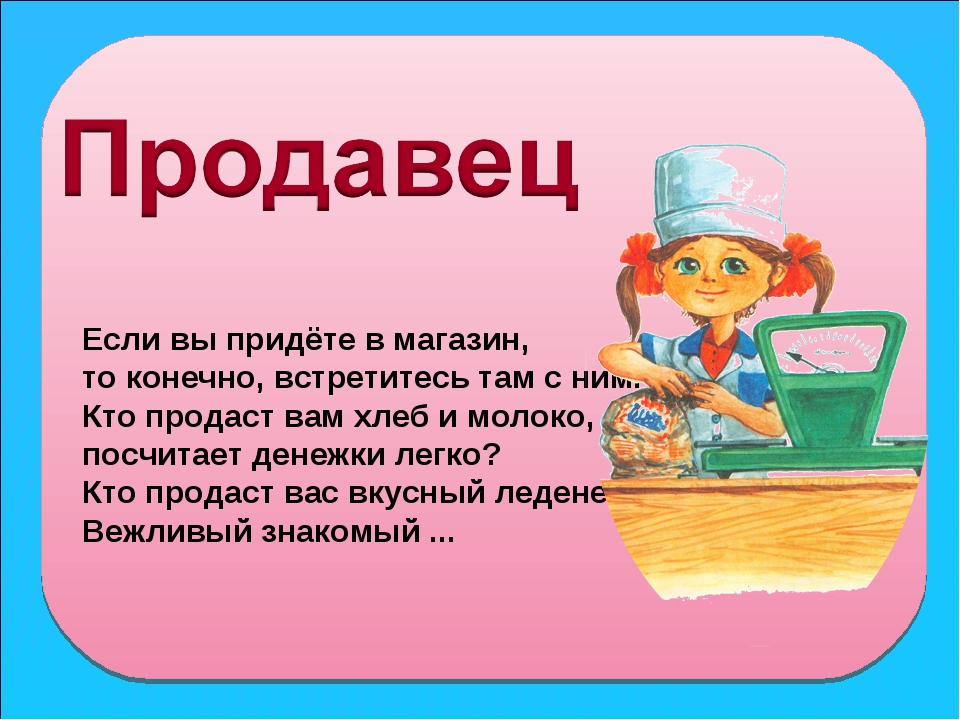 Продавец
Если вы придёте в магазин,
то конечно, встретитесь там с ним.
Кто продаст вам хлеб и молоко,
посчитает денежки легко?
Кто продаст вас вкусный ледене
Вежливый знакомый ...